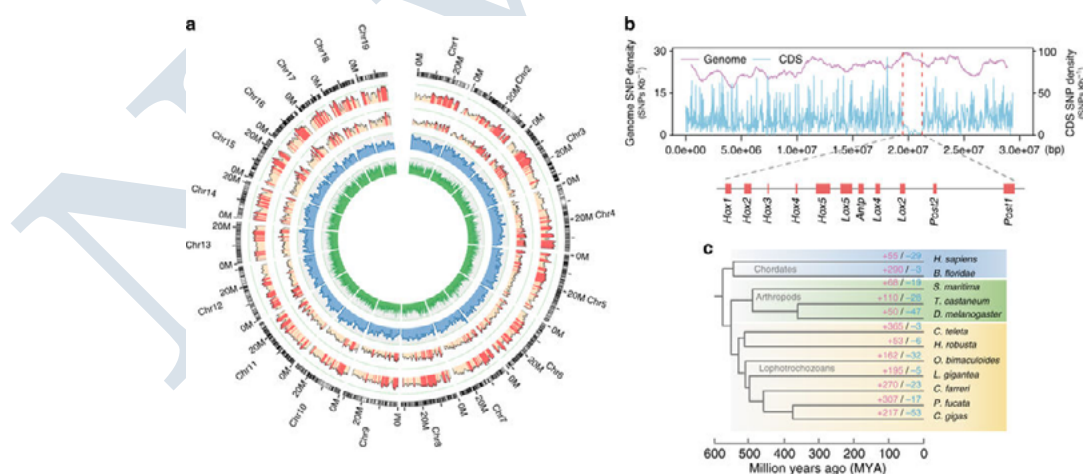 a
Chr1
Chr2
Chr3
Chr4
Chr5
Chr6
Chr7
Chr8
Chr9
Chr10
Chr11
Chr12
Chr13
Chr14
Chr15
Chr16
Chr17
Chr18
Chr19
0M
20M
b
Genome SNP density
(SNPs Kb⁻¹)
30
15
0
Genome
CDS
100
50
0
CDS SNP density
(SNPs Kb⁻¹)
0.0e+00 5.0e+06 1.0e+07 1.5e+07 2.0e+07 2.5e+07 3.0e+07 (bp)
Hox1 Hox2 Hox3 Hox4 Hox5 Lox5 Antp Lox4 Lox2 Post2 Post1
c
+55 / −29 H. sapiens
Chordates
+290 / −3 B. floridae
+68 / −19 S. maritima
Arthropods
+110 / −26 T. castaneum
+50 / −47 D. melanogaster
+365 / −3 C. teleta
+53 / −6 H. robusta
+162 / −32 O. bimaculoides
Lophotrochozoans
+195 / −5 L. gigantea
+270 / −23 C. farreri
+307 / −17 P. fucata
+217 / −53 C. gigas
600 500 400 300 200 100 0
Million years ago (MYA)